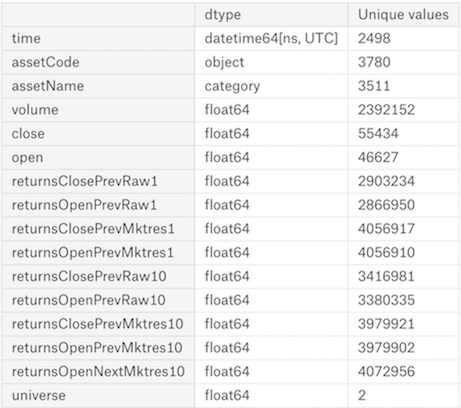 dtype Unique values
time datetime64[ns, UTC] 2498
assetCode object 3780
assetName category 3511
volume float64 2392152
close float64 55434
open float64 46627
returnsClosePrevRaw1 float64 2903234
returnsOpenPrevRaw1 float64 2866950
returnsClosePrevMktres1 float64 4056917
returnsOpenPrevMktres1 float64 4056910
returnsClosePrevRaw10 float64 3416981
returnsOpenPrevRaw10 float64 3380335
returnsClosePrevMktres10 float64 3979921
returnsOpenPrevMktres10 float64 3979902
returnsOpenNextMktres10 float64 4072956
universe float64 2